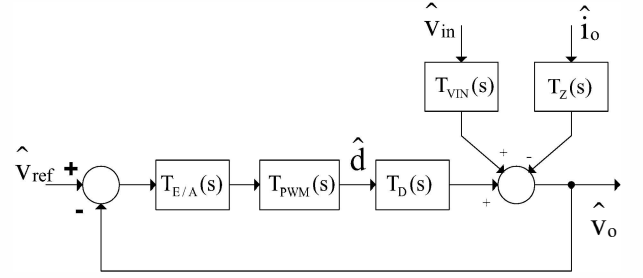 v̂in
îo
TVIN(s)
TZ(s)
+
-
v̂ref
+
-
TE/A(s)
TPWM(s)
d̂
TD(s)
+
v̂o